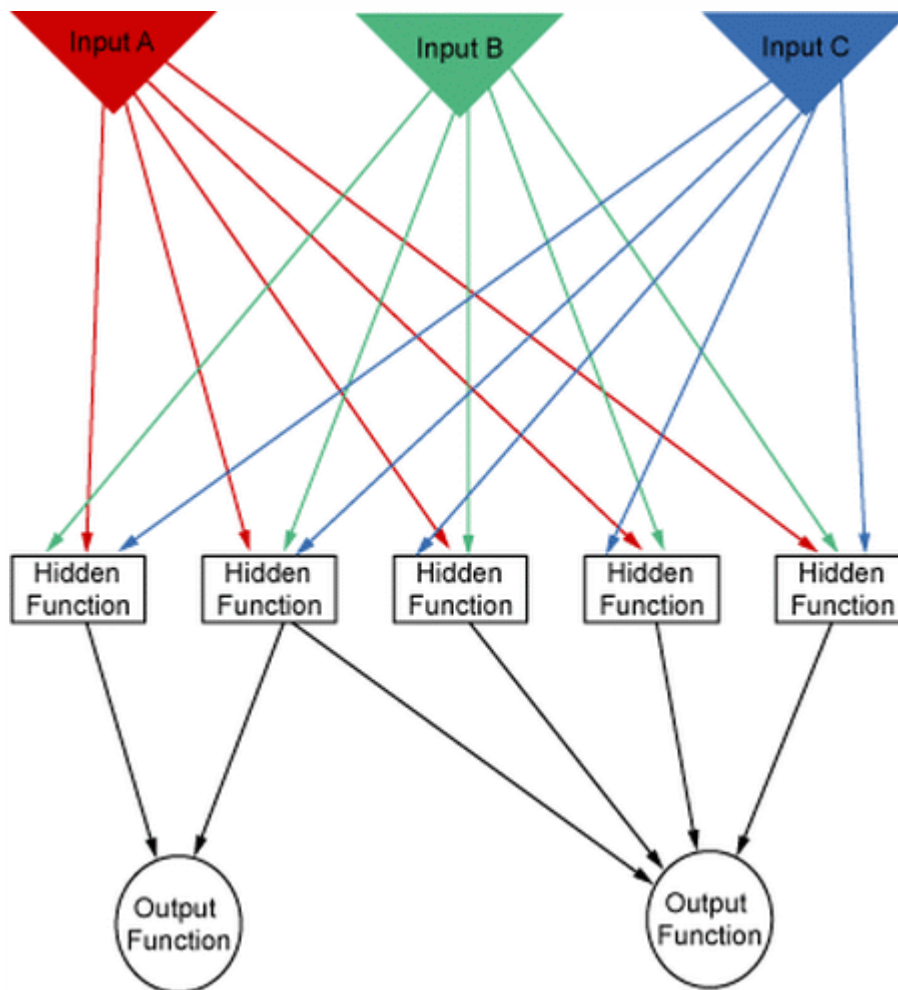 Input A
Input B
Input C
Hidden
Function
Hidden
Function
Hidden
Function
Hidden
Function
Hidden
Function
Output
Function
Output
Function